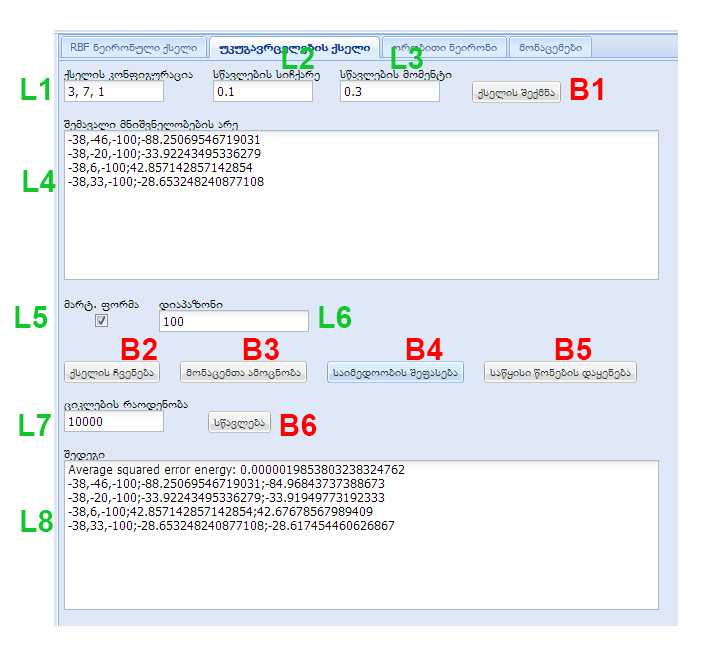 RBF ნეირონული ქსელი უკუგავრცელების ქსელი ორობითი ნეირონი მონაცემები
L2 L3
ქსელის კონფიგურაცია სწავლების სიჩქარე სწავლების მომენტი
L1 3, 7, 1 0.1 0.3 ქსელის შექმნა B1
შემავალი მნიშვნელობების არე
-38,-46,-100;-88.25069546719031
-38,-20,-100;-33.92243495336279
-38,6,-100;42.857142857142854
L4 -38,33,-100;-28.653248240877108
მარტ. ფორმა დიაპაზონი
L5 100 L6
B2 B3 B4 B5
ქსელის ჩვენება მონაცემთა ამოცნობა საიმედოობის შეფასება საწყისი წონების დაყენება
ციკლების რაოდენობა
L7 10000 სწავლება B6
შედეგი
Average squared error energy: 0.0000019853803238324762
-38,-46,-100;-88.25069546719031;-84.96843737388673
-38,-20,-100;-33.92243495336279;-33.91949773192333
-38,6,-100;42.857142857142854;42.67678567989409
L8 -38,33,-100;-28.653248240877108;-28.617454460626867